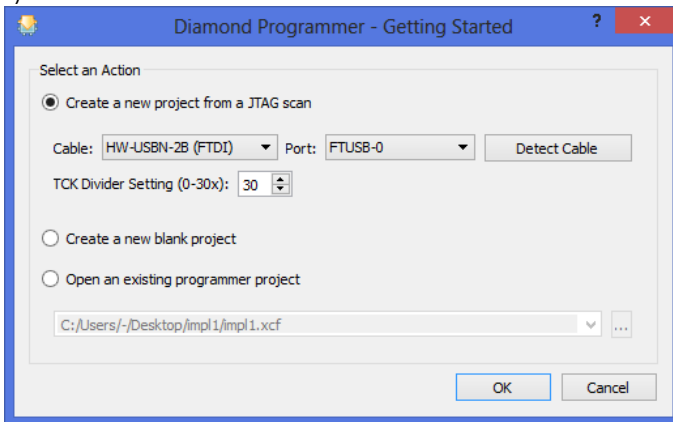 Diamond Programmer - Getting Started ? ×
Select an Action
Create a new project from a JTAG scan
Cable: HW-USBN-2B (FTDI) Port: FTUSB-0 Detect Cable
TCK Divider Setting (0-30x): 30
Create a new blank project
Open an existing programmer project
C:/Users/-/Desktop/impl1/impl1.xcf ...
OK Cancel